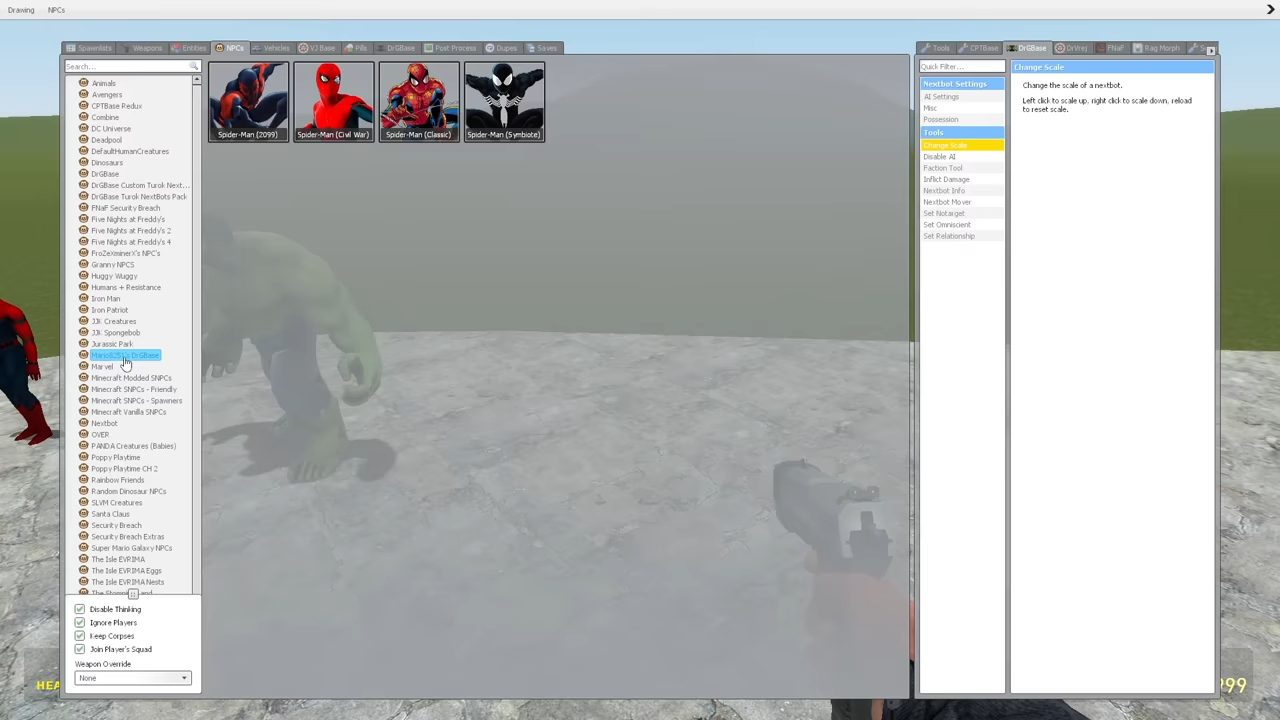 Drawing NPCs
Spawnlists Weapons Entities NPCs Vehicles VJ Base Pills DrGBase Post Process Dupes Saves
Search...
Animals
Avengers
CPTBase Redux
Combine
DC Universe
Deadpool
DefaultHumanCreatures
Dinosaurs
DrGBase
DrGBase Custom Turok Next...
DrGBase Turok NextBots Pack
FNaF Security Breach
Five Nights at Freddy's
Five Nights at Freddy's 2
Five Nights at Freddy's 4
FroZeXminerX's NPC's
Granny NPCS
Huggy Wuggy
Humans + Resistance
Iron Man
Iron Patriot
JJK Creatures
JJK Spongebob
Jurassic Park
DrGBase
Marvel
Minecraft Modded SNPCs
Minecraft SNPCs - Friendly
Minecraft SNPCs - Spawners
Minecraft Vanilla SNPCs
Nextbot
OVER
PANDA Creatures (Babies)
Poppy Playtime
Poppy Playtime CH 2
Rainbow Friends
Random Dinosaur NPCs
SLVM Creatures
Santa Claus
Security Breach
Security Breach Extras
Super Mario Galaxy NPCs
The Isle EVRIMA
The Isle EVRIMA Eggs
The Isle EVRIMA Nests
Disable Thinking
Ignore Players
Keep Corpses
Join Player's Squad
Weapon Override
None
Spider-Man (2099) Spider-Man (Civil War) Spider-Man (Classic) Spider-Man (Symbiote)
Tools CPTBase DrGBase DrVrej FNaF Rag Morph
Quick Filter...
Nextbot Settings
AI Settings
Misc
Possession
Tools
Change Scale
Disable AI
Faction Tool
Inflict Damage
Nextbot Info
Nextbot Mover
Set Notarget
Set Omniscient
Set Relationship
Change Scale
Change the scale of a nextbot.
Left click to scale up, right click to scale down, reload
to reset scale.
HEA
999